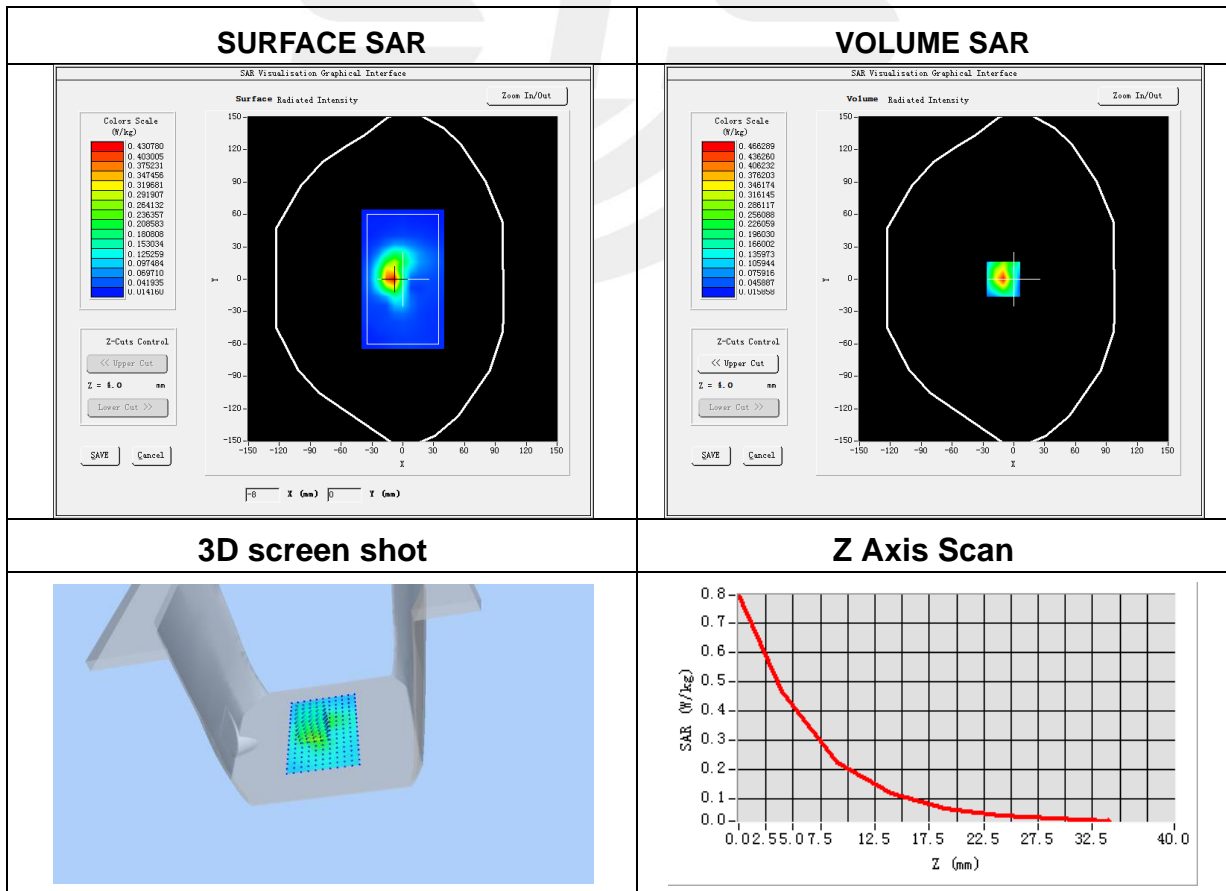 SURFACE SAR
VOLUME SAR
SAR Visualisation Graphical Interface
Surface Radiated Intensity
Zoom In/Out
Colors Scale
(W/kg)
0.430780
0.403005
0.375231
0.347456
0.319681
0.291907
0.264132
0.236357
0.208583
0.180808
0.153034
0.125259
0.097484
0.069710
0.041935
0.014160
150
120
90
60
30
0
-30
-60
-90
-120
-150
Y
-150 -120 -90 -60 -30 0 30 60 90 120 150
X
Z-Cuts Control
<< Upper Cut
Z = 4.0 mm
Lower Cut >>
SAVE Cancel
-8 X (mm) 0 Y (mm)
SAR Visualisation Graphical Interface
Volume Radiated Intensity
Zoom In/Out
Colors Scale
(W/kg)
0.466289
0.436260
0.406232
0.376203
0.346174
0.316145
0.286117
0.256088
0.226059
0.196030
0.166002
0.135973
0.105944
0.075916
0.045887
0.015858
150
120
90
60
30
0
-30
-60
-90
-120
-150
Y
-150 -120 -90 -60 -30 0 30 60 90 120 150
X
Z-Cuts Control
<< Upper Cut
Z = 4.0 mm
Lower Cut >>
SAVE Cancel
3D screen shot
Z Axis Scan
0.8
0.7
0.6
0.5
0.4
0.3
0.2
0.1
0.0
SAR (W/kg)
0.0 2.5 5.0 7.5 12.5 17.5 22.5 27.5 32.5 40.0
Z (mm)